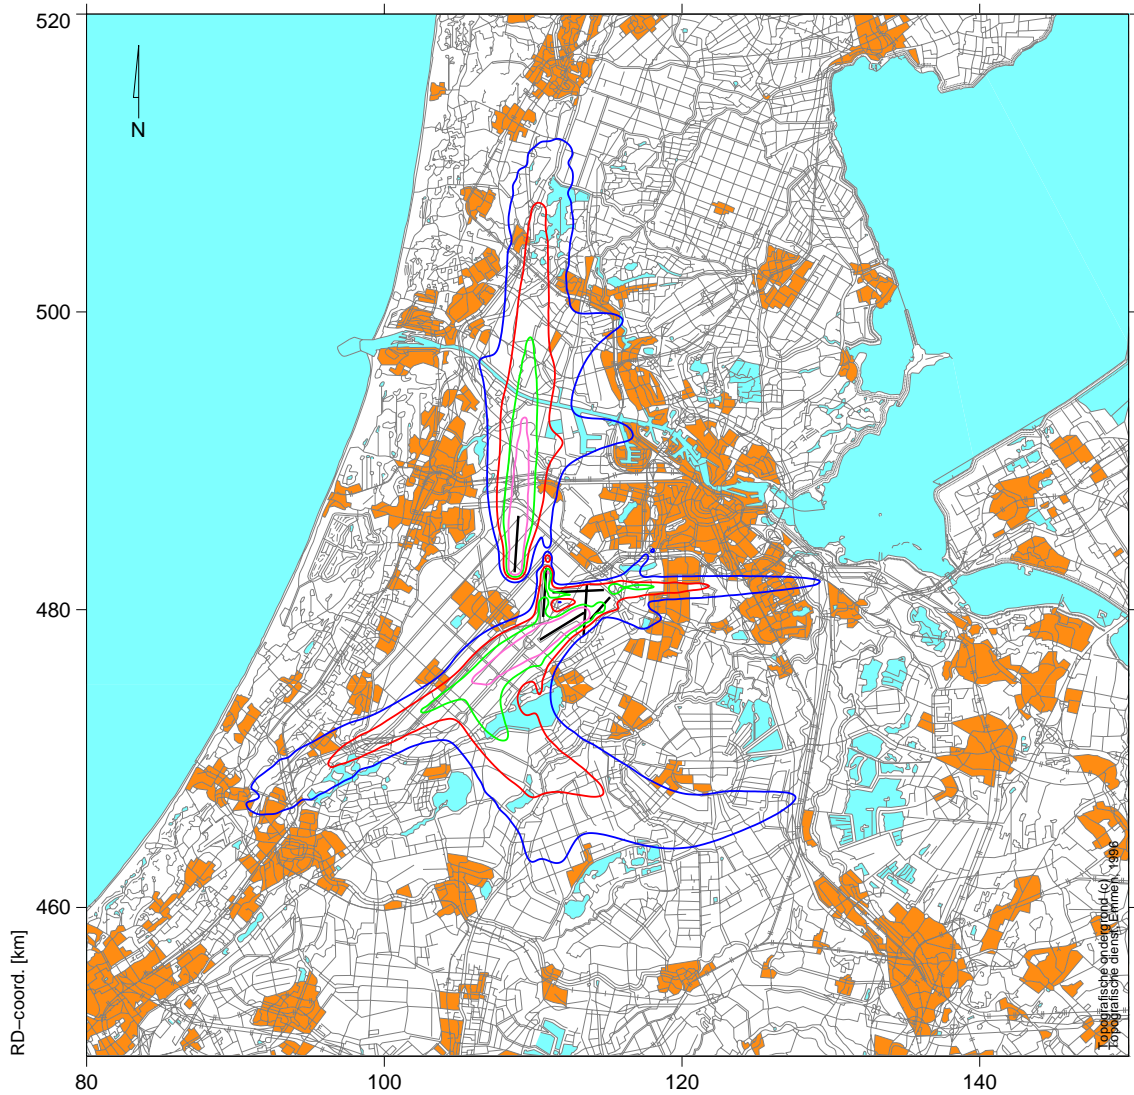 520
N
500
480
460
RD-coord. [km]
80
100
120
140
Topografische ondergrond (c)
Topografische dienst, Emmen, 1996